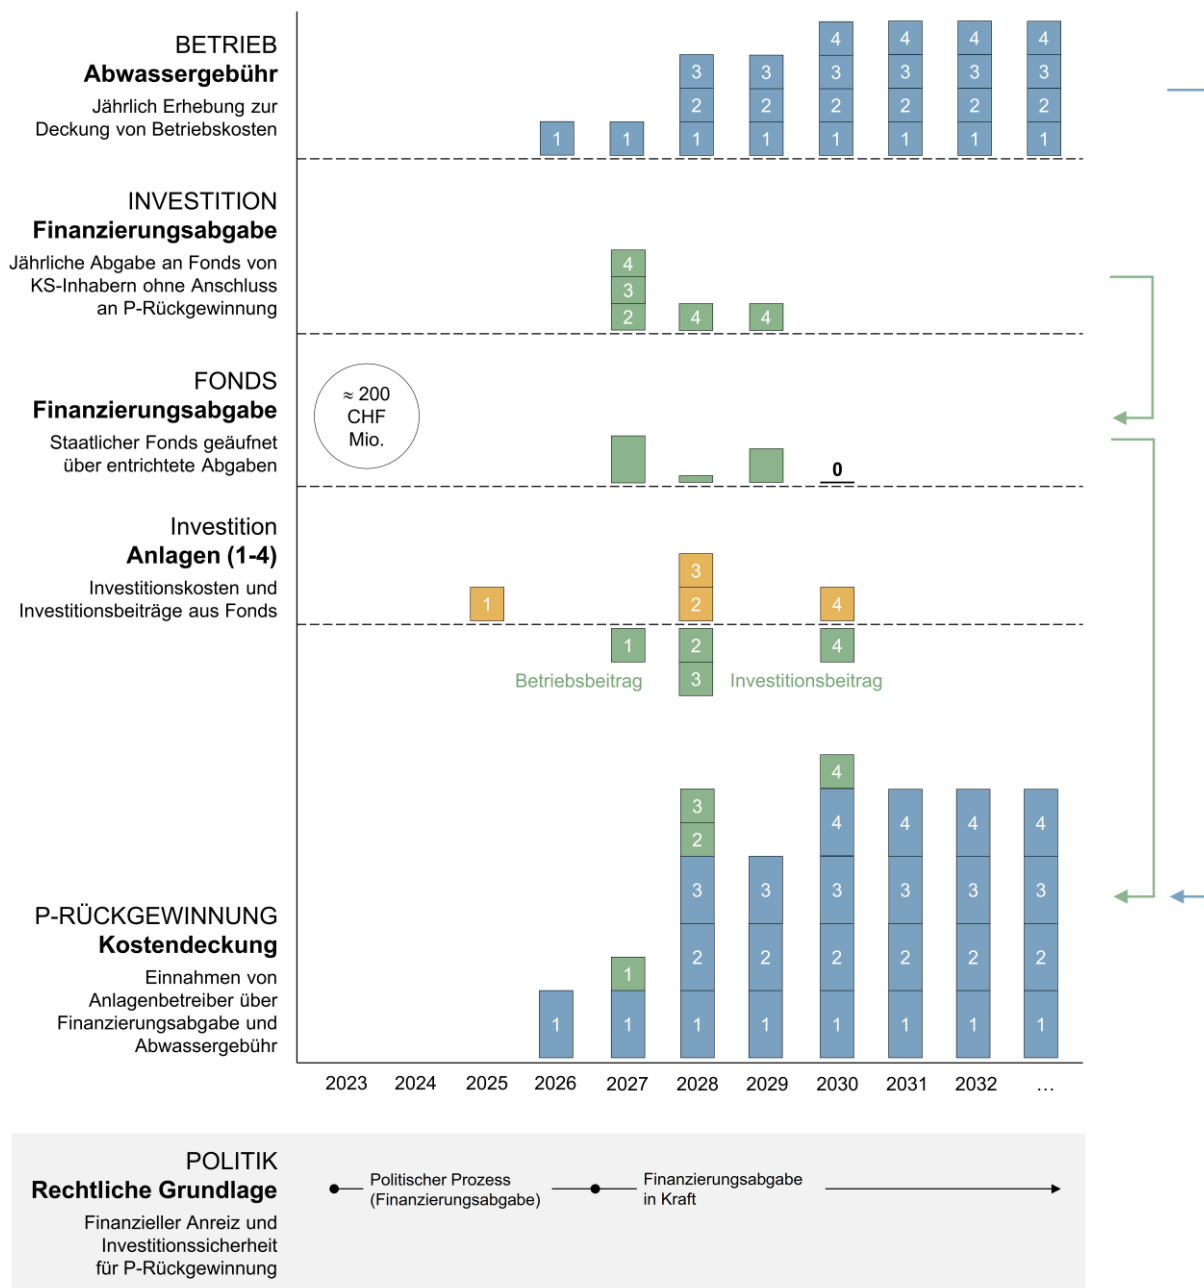 BETRIEB
Abwassergebühr
Jährlich Erhebung zur
Deckung von Betriebskosten
4 4 4 4
3 3 3 3 3 3
2 2 2 2 2 2
1 1 1 1 1 1 1 1
INVESTITION
Finanzierungsabgabe
Jährliche Abgabe an Fonds von
KS-Inhabern ohne Anschluss
an P-Rückgewinnung
4
3
2 4 4
FONDS
Finanzierungsabgabe
Staatlicher Fonds geäufnet
über entrichtete Abgaben
≈ 200
CHF
Mio.
0
Investition
Anlagen (1-4)
Investitionskosten und
Investitionsbeiträge aus Fonds
3
1 2 4
1 2 4
3
Betriebsbeitrag
Investitionsbeitrag
P-RÜCKGEWINNUNG
Kostendeckung
Einnahmen von
Anlagenbetreiber über
Finanzierungsabgabe und
Abwassergebühr
4
3 4 4 4 4
2
3 3 3 3 3 3
2 2 2 2 2 2
1
1 1 1 1 1 1 1 1
2023 2024 2025 2026 2027 2028 2029 2030 2031 2032 ...
POLITIK
Rechtliche Grundlage
Finanzieller Anreiz und
Investitionssicherheit
für P-Rückgewinnung
Politischer Prozess
(Finanzierungsabgabe)
Finanzierungsabgabe
in Kraft